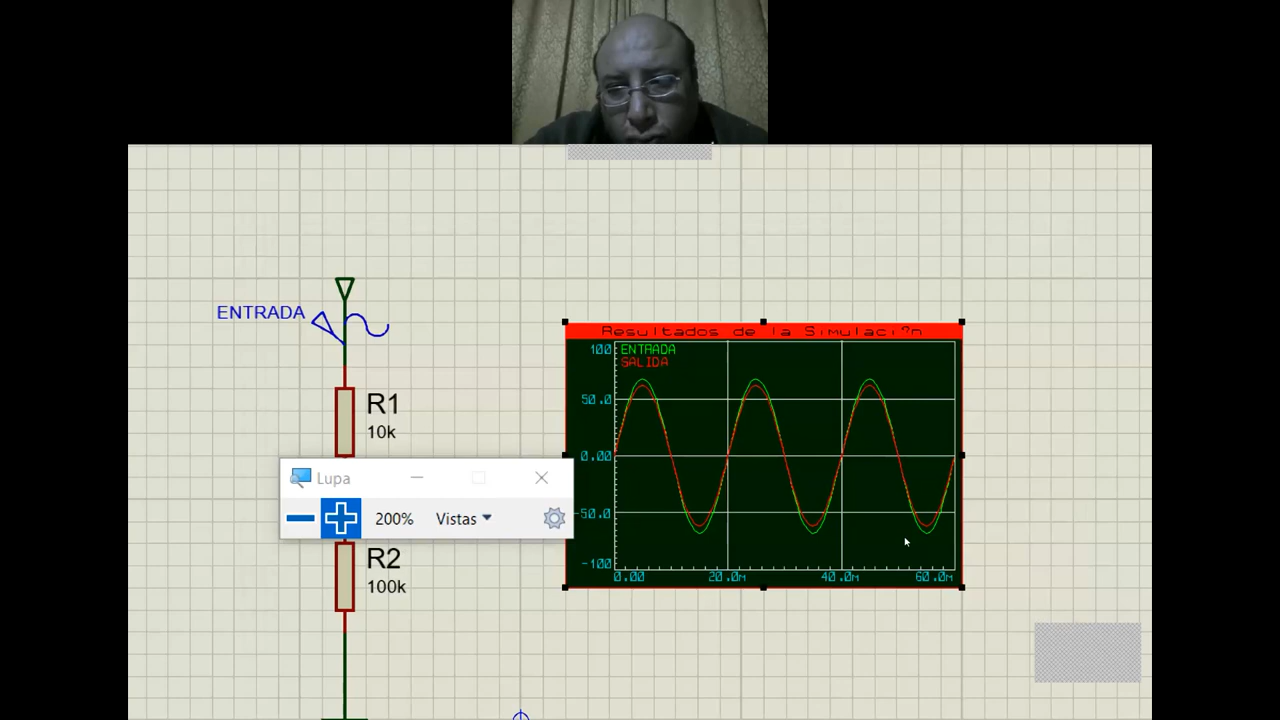 ENTRADA
R1
10k
Lupa
200%
Vistas
R2
100k
Resultados de la Simulaci?n
ENTRADA
SALIDA
100
50.0
0.00
-50.0
-100
0.00
20.0m
40.0m
60.0m